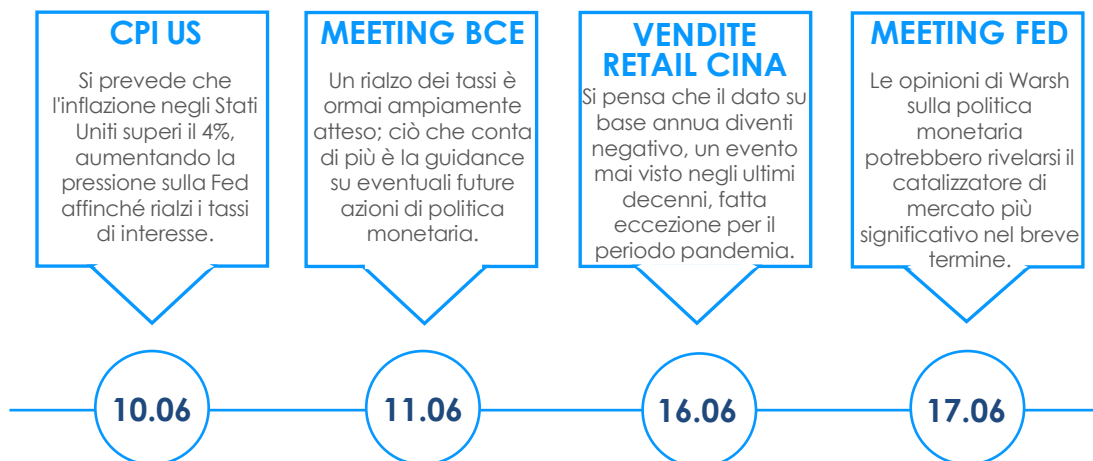 CPI US
Si prevede che
l'inflazione negli Stati
Uniti superi il 4%,
aumentando la
pressione sulla Fed
affinché rialzi i tassi
di interesse.
MEETING BCE
Un rialzo dei tassi è
ormai ampiamente
atteso; ciò che conta
di più è la guidance
su eventuali future
azioni di politica
monetaria.
VENDITE
RETAIL CINA
Si pensa che il dato su
base annua diventi
negativo, un evento
mai visto negli ultimi
decenni, fatta
eccezione per il
periodo pandemia.
MEETING FED
Le opinioni di Warsh
sulla politica
monetaria
potrebbero rivelarsi il
catalizzatore di
mercato più
significativo nel breve
termine.
10.06
11.06
16.06
17.06